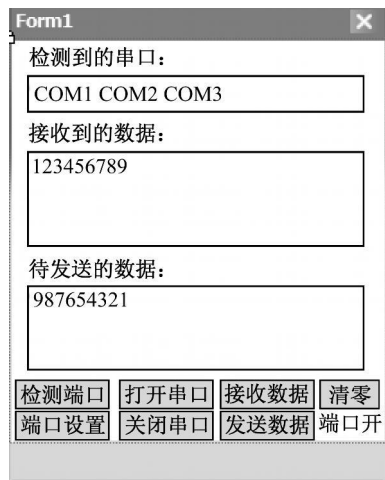 Form1
检测到的串口：
COM1 COM2 COM3
接收到的数据：
123456789
待发送的数据：
987654321
检测端口 打开串口 接收数据 清零
端口设置 关闭串口 发送数据 端口开